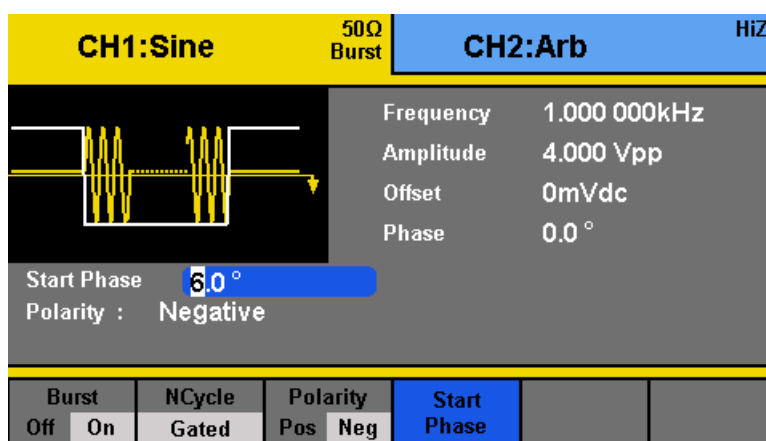 CH1:Sine
50Ω
Burst
CH2:Arb
HiZ
Frequency 1.000 000kHz
Amplitude 4.000 Vpp
Offset 0mVdc
Phase 0.0 °
Start Phase 6.0 °
Polarity : Negative
Burst
Off On
NCycle
Gated
Polarity
Pos Neg
Start
Phase